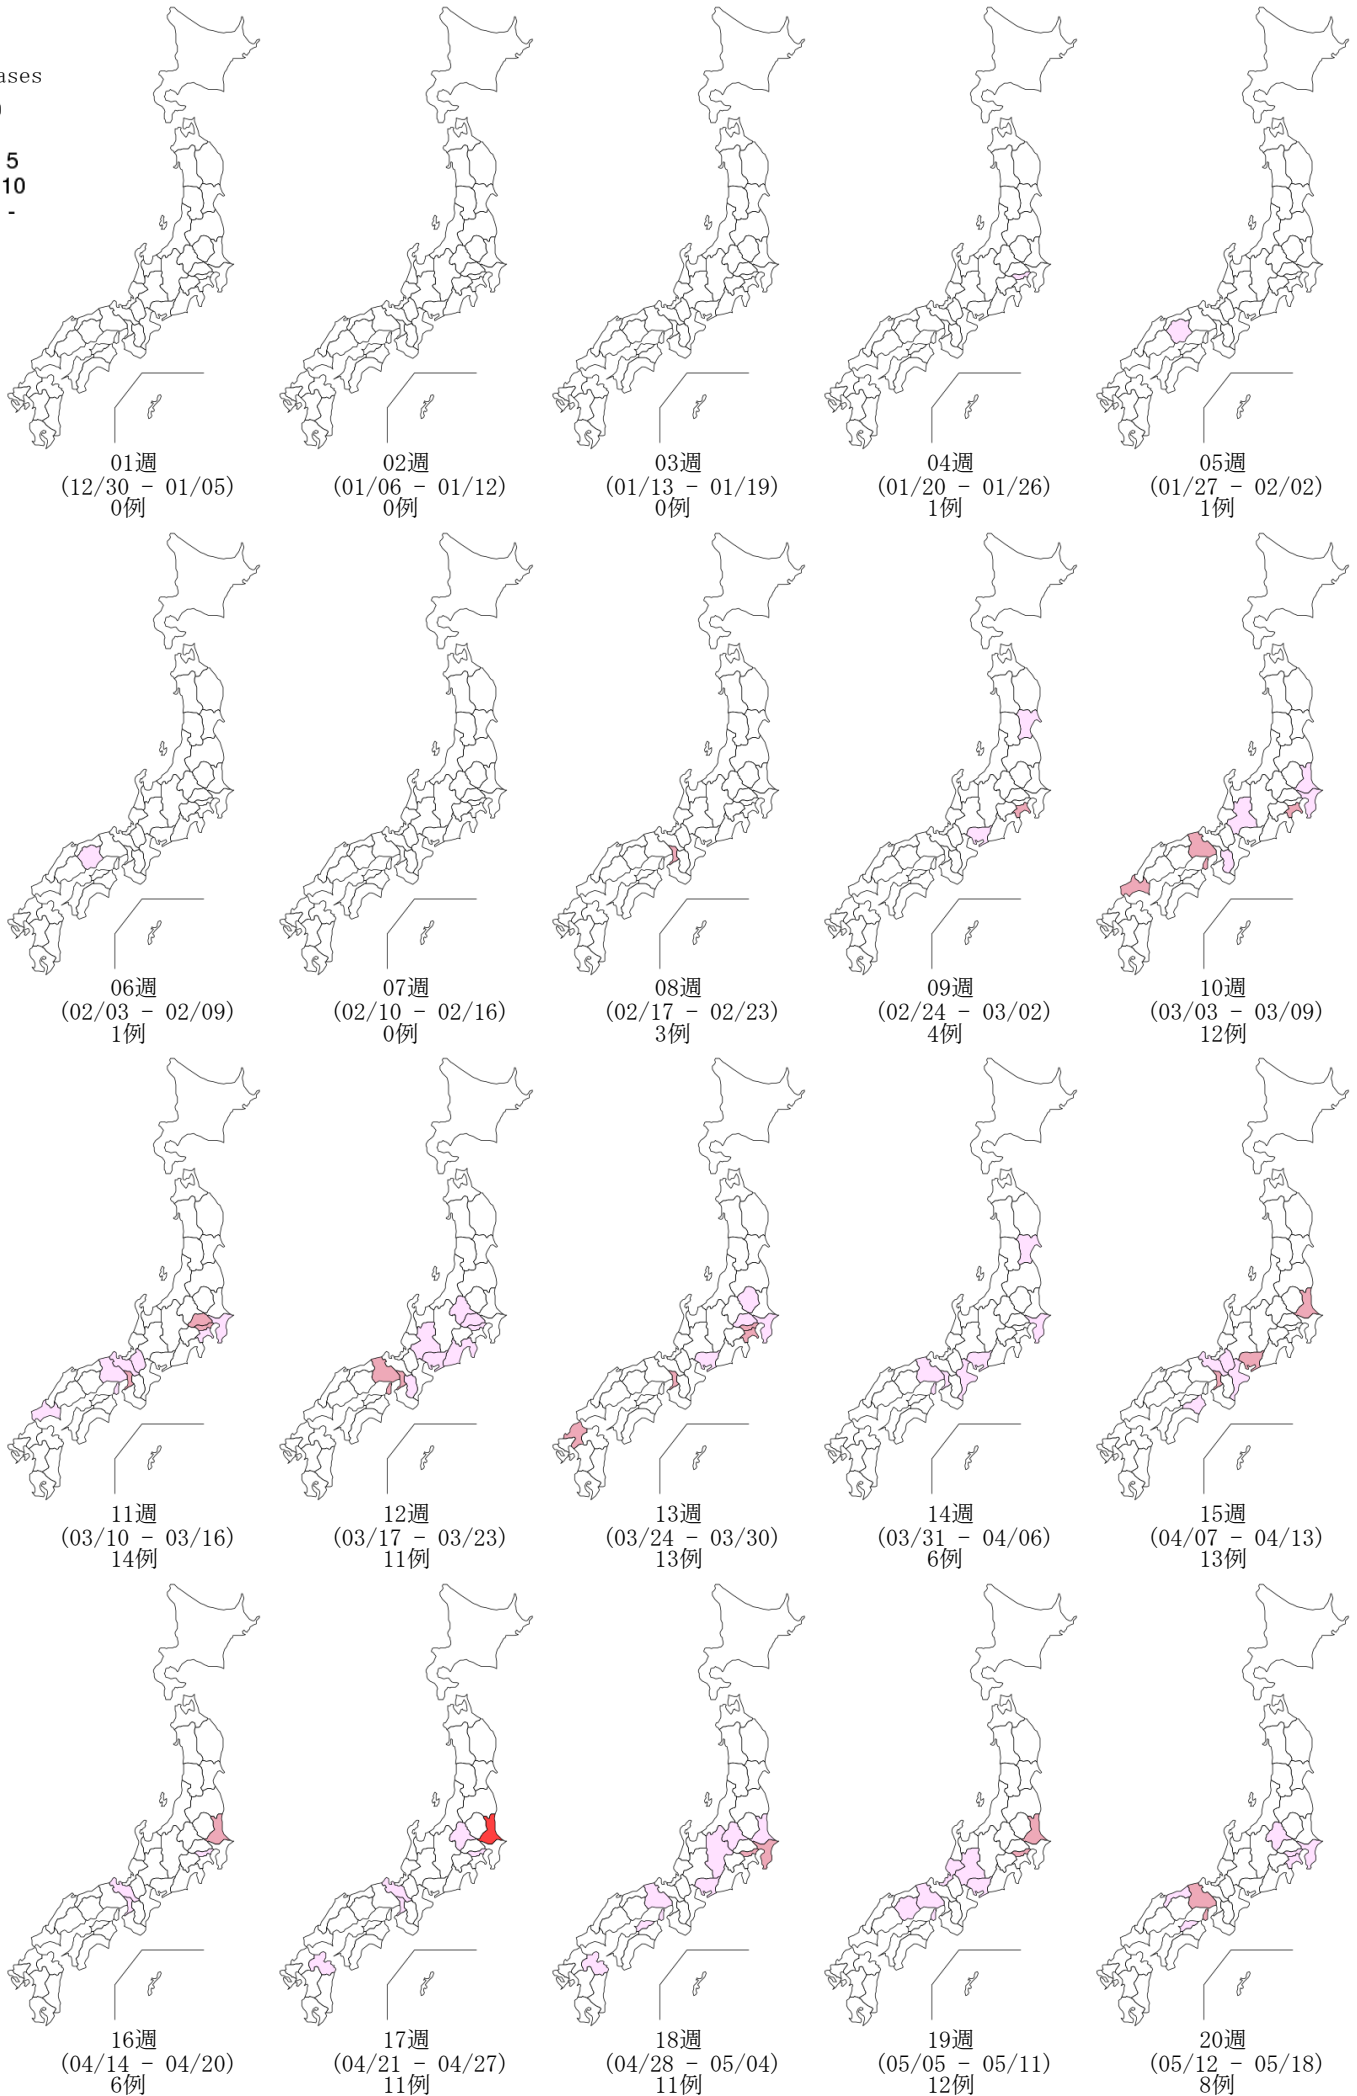 ases
5
10
-
01週
(12/30 - 01/05)
0例
02週
(01/06 - 01/12)
0例
03週
(01/13 - 01/19)
0例
04週
(01/20 - 01/26)
1例
05週
(01/27 - 02/02)
1例
06週
(02/03 - 02/09)
1例
07週
(02/10 - 02/16)
0例
08週
(02/17 - 02/23)
3例
09週
(02/24 - 03/02)
4例
10週
(03/03 - 03/09)
12例
11週
(03/10 - 03/16)
14例
12週
(03/17 - 03/23)
11例
13週
(03/24 - 03/30)
13例
14週
(03/31 - 04/06)
6例
15週
(04/07 - 04/13)
13例
16週
(04/14 - 04/20)
6例
17週
(04/21 - 04/27)
11例
18週
(04/28 - 05/04)
11例
19週
(05/05 - 05/11)
12例
20週
(05/12 - 05/18)
8例